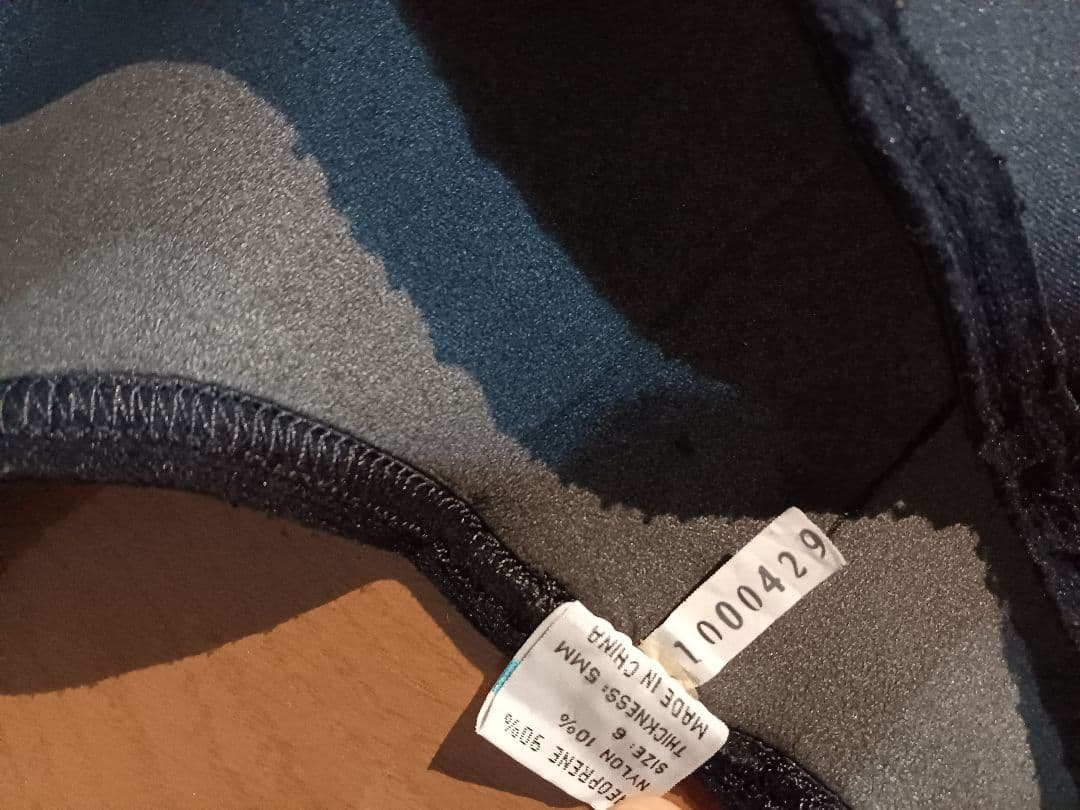 NEOPRENE 90%
NYLON 10%
SIZE: 6
THICKNESS: 5MM
MADE IN CHINA
1000429